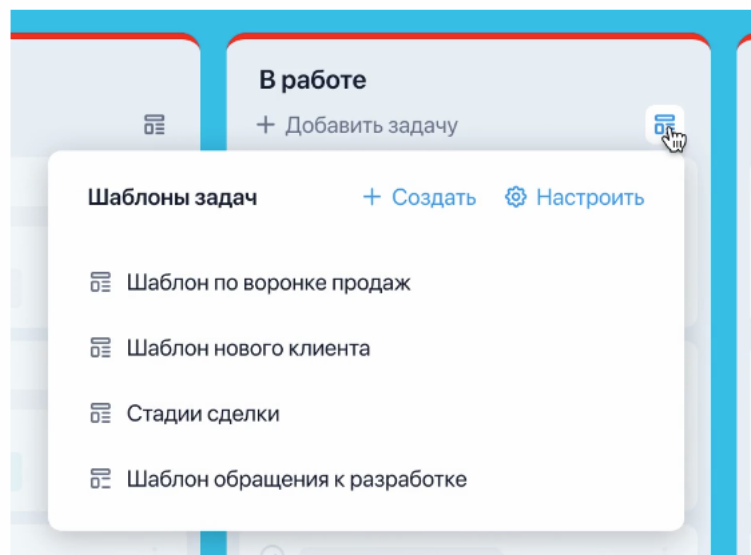 В работе
+ Добавить задачу
Шаблоны задач + Создать Настроить
Шаблон по воронке продаж
Шаблон нового клиента
Стадии сделки
Шаблон обращения к разработке